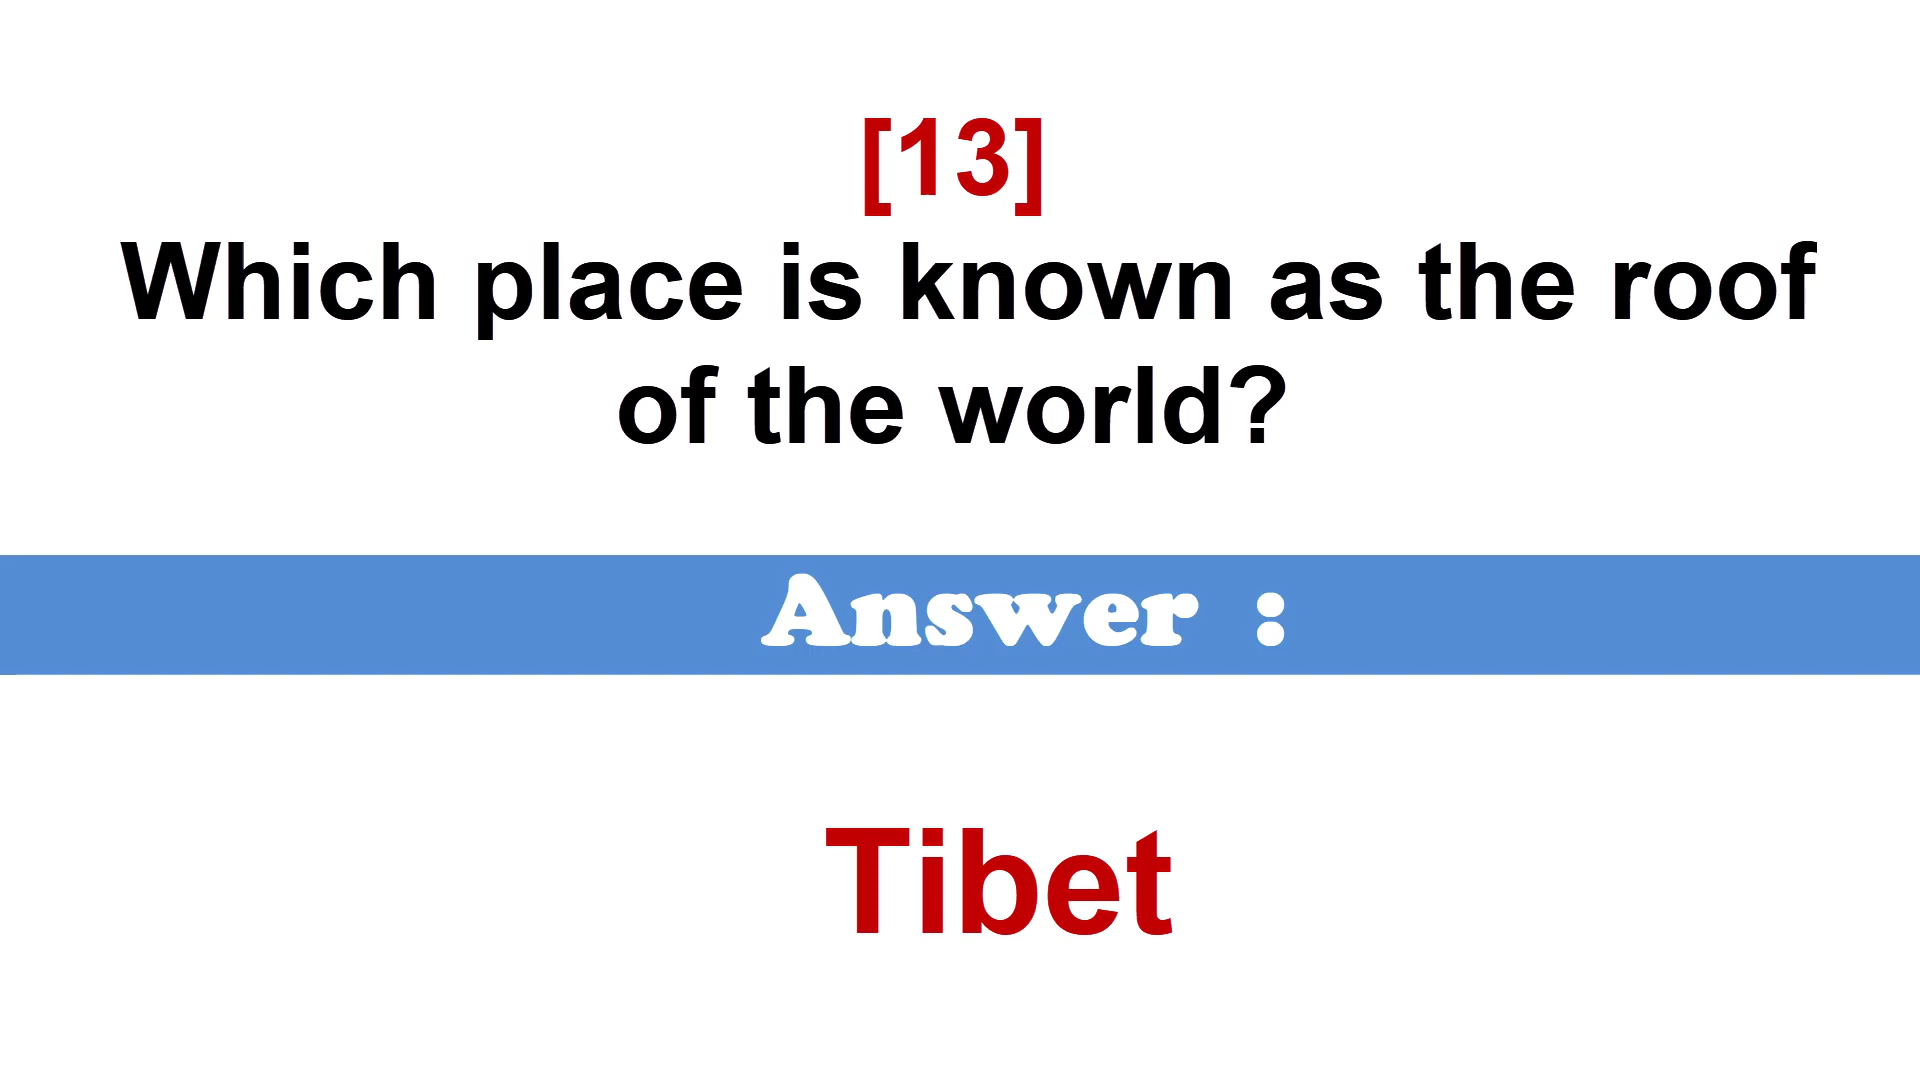 [13]
Which place is known as the roof
of the world?
Answer :
Tibet